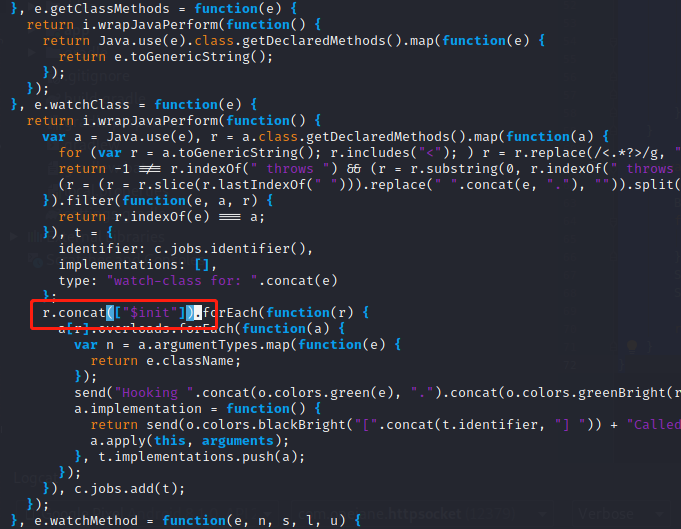 }, e.getClassMethods = function(e) {
return i.wrapJavaPerform(function() {
return Java.use(e).class.getDeclaredMethods().map(function(e) {
return e.toGenericString();
});
});
}, e.watchClass = function(e) {
return i.wrapJavaPerform(function() {
var a = Java.use(e), r = a.class.getDeclaredMethods().map(function(a) {
for (var r = a.toGenericString(); r.includes("<"); ) r = r.replace(/<.*?>/g, "
return -1 !== r.indexOf(" throws ") && (r = r.substring(0, r.indexOf(" throws
(r = (r = r.slice(r.lastIndexOf(" "))).replace(" ".concat(e, "."), "")).split(
}).filter(function(e, a, r) {
return r.indexOf(e) === a;
}), t = {
identifier: c.jobs.identifier(),
implementations: [],
type: "watch-class for: ".concat(e)
};
r.concat(["$init"]).forEach(function(r) {
a[r].overloads.forEach(function(a) {
var n = a.argumentTypes.map(function(e) {
return e.className;
});
send("Hooking ".concat(o.colors.green(e), ".").concat(o.colors.greenBright(r
a.implementation = function() {
return send(o.colors.blackBright("[".concat(t.identifier, "] ")) + "Called
a.apply(this, arguments);
}, t.implementations.push(a);
});
}), c.jobs.add(t);
});
}, e.watchMethod = function(e, n, s, l, u) {